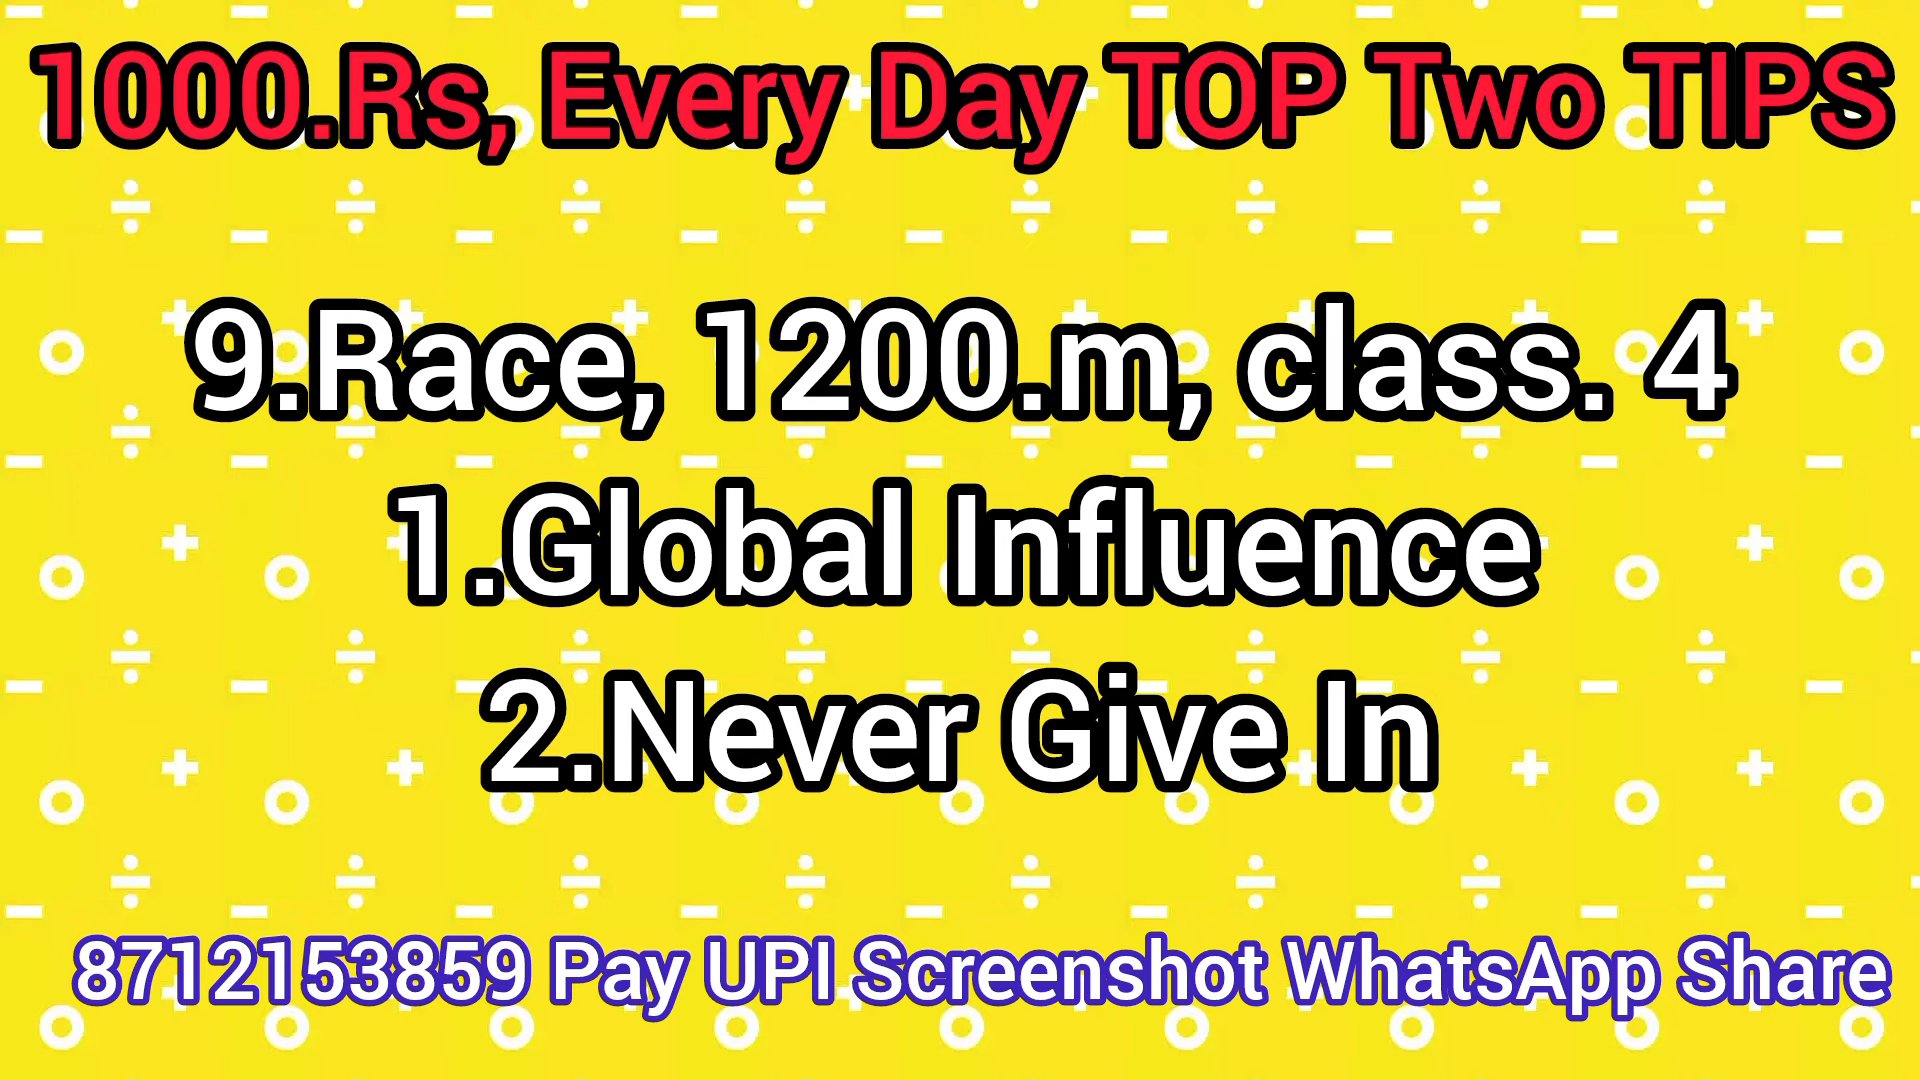 1000.Rs, Every Day TOP Two TIPS
9.Race, 1200.m, class. 4
1.Global Influence
2.Never Give In
8712153859 Pay UPI Screenshot WhatsApp Share